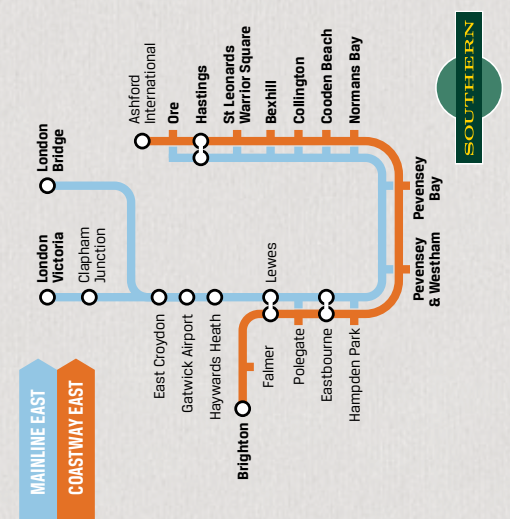 SOUTHERN
MAINLINE EAST
COASTWAY EAST
London
Victoria
Clapham
Junction
London
Bridge
East Croydon
Gatwick Airport
Haywards Heath
Brighton
Falmer
Lewes
Polegate
Eastbourne
Hampden Park
Pevensey
& Westham
Pevensey
Bay
Normans Bay
Cooden Beach
Collington
Bexhill
St Leonards
Warrior Square
Hastings
Ore
Ashford
International